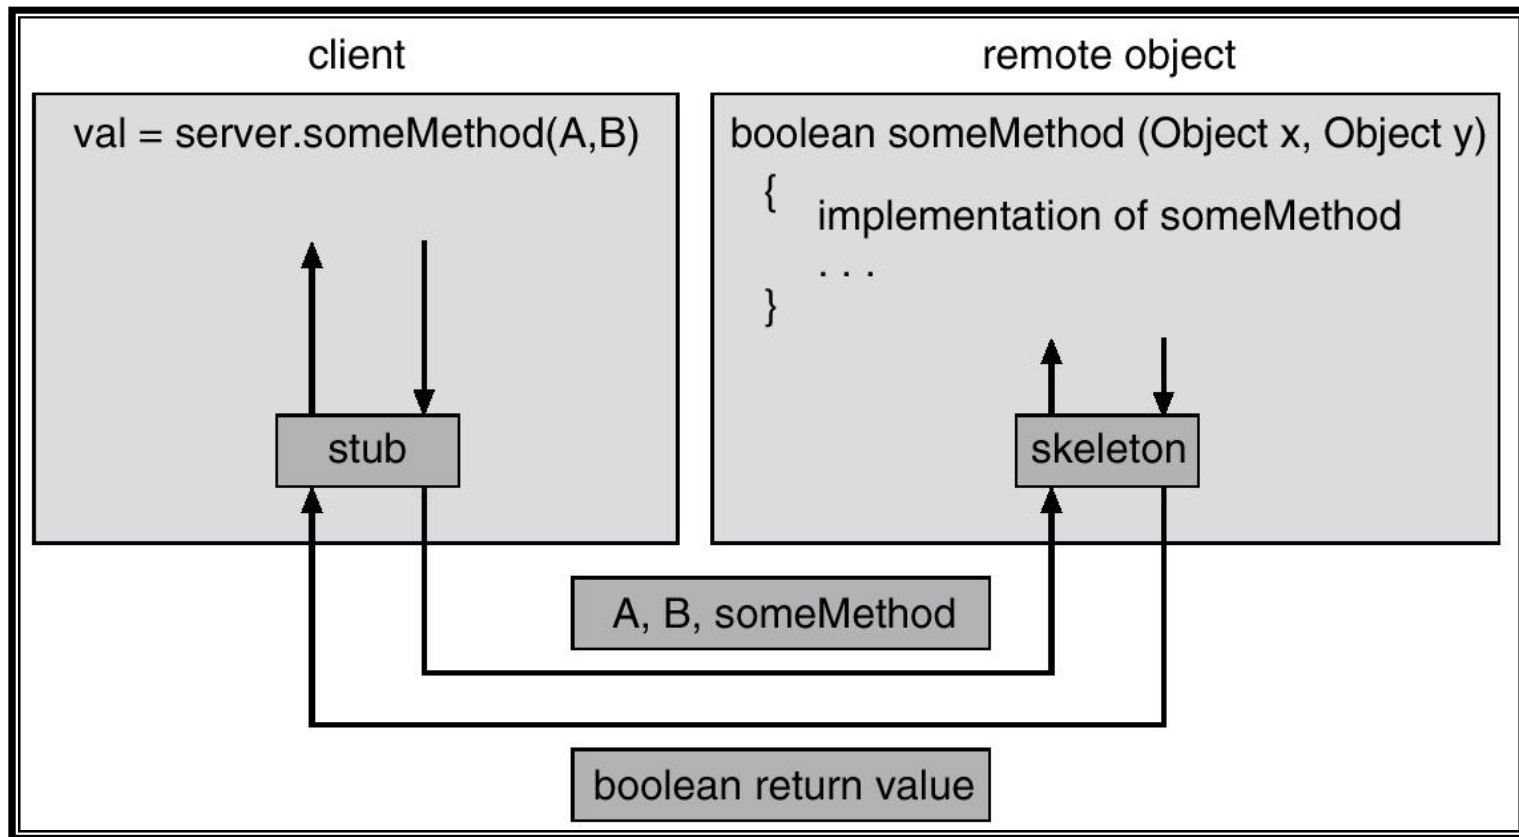 client
val = server.someMethod(A,B)
stub
remote object
boolean someMethod (Object x, Object y)
{
implementation of someMethod
. . .
}
skeleton
A, B, someMethod
boolean return value